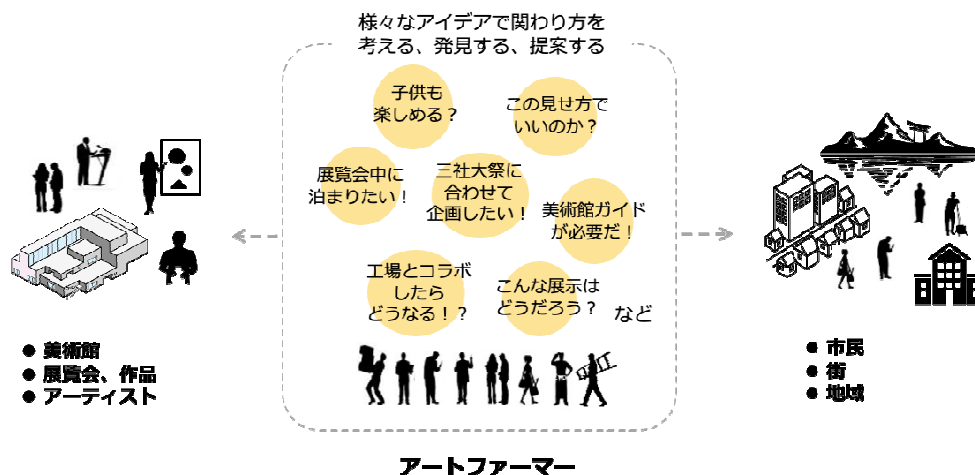 様々なアイデアで関わり方を
考える、発見する、提案する
子供も
楽しめる？
この見せ方で
いいのか？
展覧会中に
泊まりたい！
三社大祭に
合わせて
企画したい！
美術館ガイド
が必要だ！
工場とコラボ
したら
どうなる！？
こんな展示は
どうだろう？
など
● 美術館
● 展覧会、作品
● アーティスト
● 市民
● 街
● 地域
アートファーマー